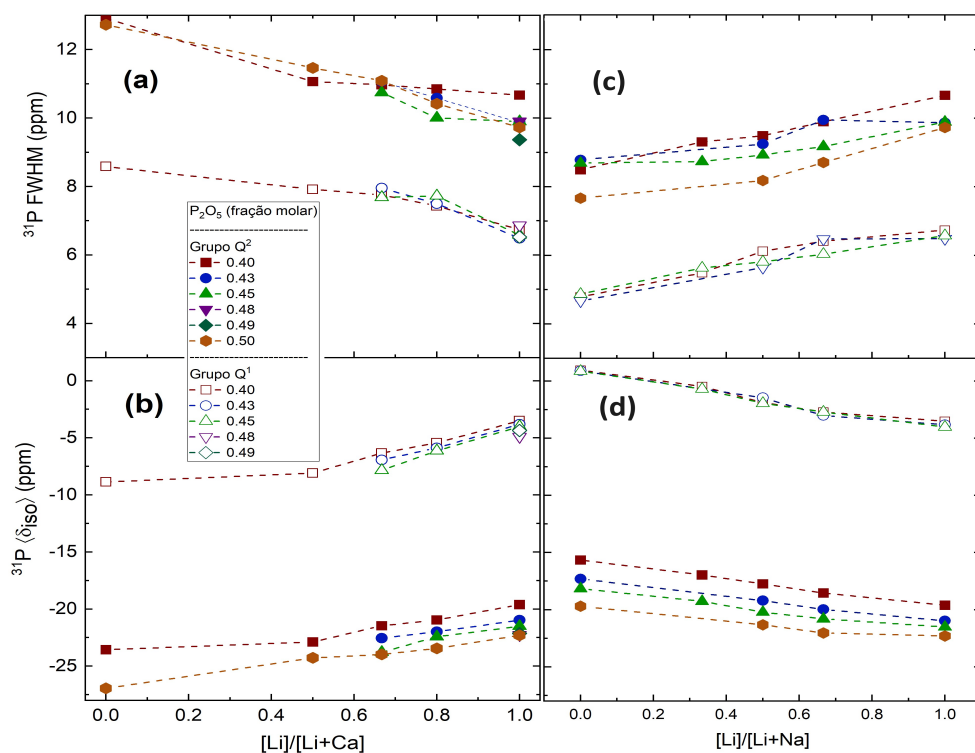 12
10
8
6
4
³¹P FWHM (ppm)
(a)
(c)
P₂O₅ (fração molar)
Grupo Q²
0.40
0.43
0.45
0.48
0.49
0.50
Grupo Q¹
0.40
0.43
0.45
0.48
0.49
0
-5
-10
-15
-20
-25
³¹P ⟨δiso⟩ (ppm)
(b)
(d)
0.0 0.2 0.4 0.6 0.8 1.0
[Li]/[Li+Ca]
0.0 0.2 0.4 0.6 0.8 1.0
[Li]/[Li+Na]